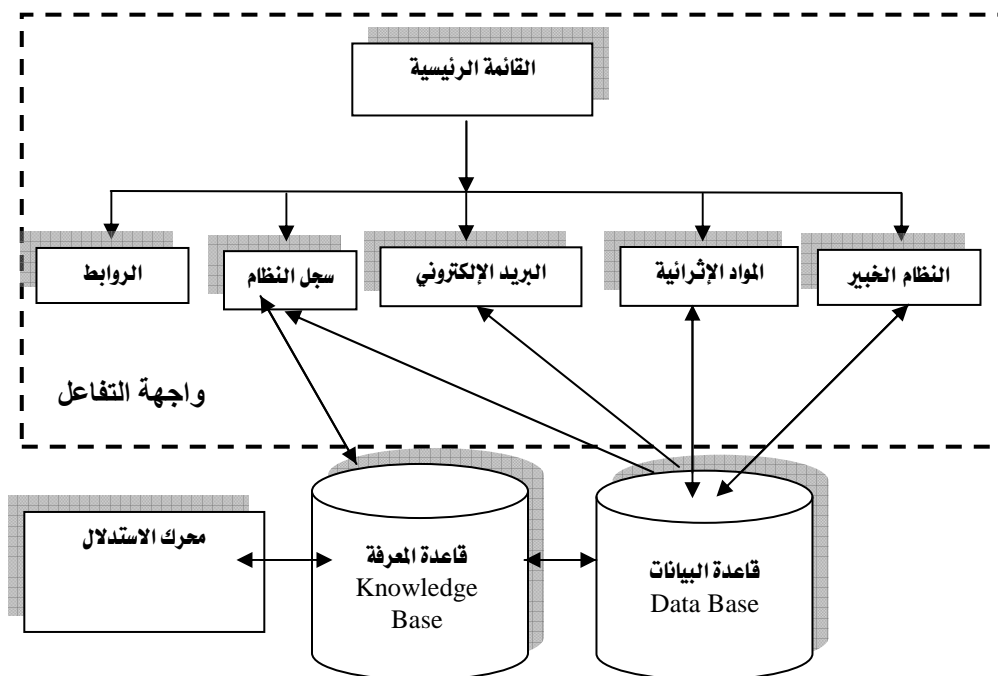 القائمة الرئيسية
النظام الخبير
المواد الإثرائية
البريد الإلكتروني
سجل النظام
الروابط
واجهة التفاعل
قاعدة البيانات
Data Base
قاعدة المعرفة
Knowledge
Base
محرك الاستدلال